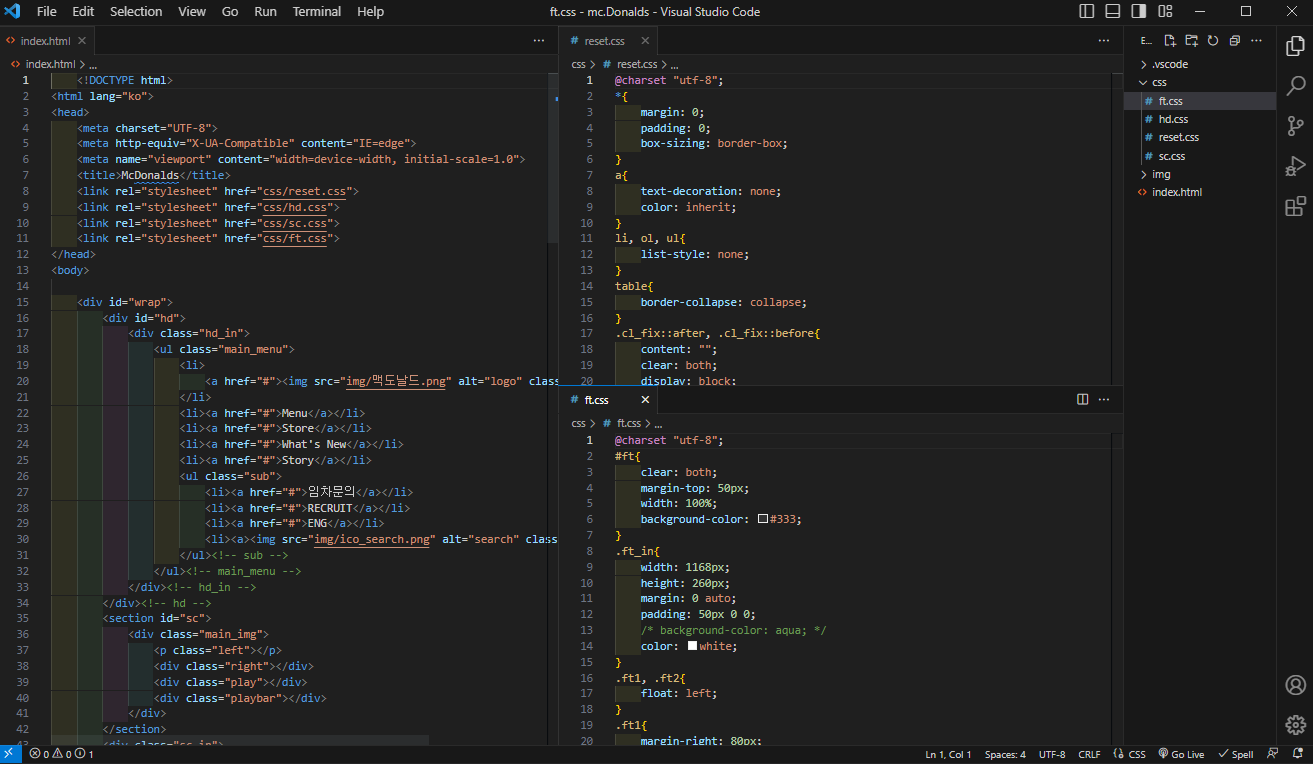 File Edit Selection View Go Run Terminal Help
ft.css - mc.Donalds - Visual Studio Code
index.html
index.html > ...
1 <!DOCTYPE html>
2 <html lang="ko">
3 <head>
4 <meta charset="UTF-8">
5 <meta http-equiv="X-UA-Compatible" content="IE=edge">
6 <meta name="viewport" content="width=device-width, initial-scale=1.0">
7 <title>McDonalds</title>
8 <link rel="stylesheet" href="css/reset.css">
9 <link rel="stylesheet" href="css/hd.css">
10 <link rel="stylesheet" href="css/sc.css">
11 <link rel="stylesheet" href="css/ft.css">
12 </head>
13 <body>
14
15 <div id="wrap">
16 <div id="hd">
17 <div class="hd_in">
18 <ul class="main_menu">
19 <li>
20 <a href="#"><img src="img/맥도날드.png" alt="logo" clas
21 </li>
22 <li><a href="#">Menu</a></li>
23 <li><a href="#">Store</a></li>
24 <li><a href="#">What's New</a></li>
25 <li><a href="#">Story</a></li>
26 <ul class="sub">
27 <li><a href="#">임차문의</a></li>
28 <li><a href="#">RECRUIT</a></li>
29 <li><a href="#">ENG</a></li>
30 <li><a><img src="img/ico_search.png" alt="search" class
31 </ul><!-- sub -->
32 </ul><!-- main_menu -->
33 </div><!-- hd_in -->
34 </div><!-- hd -->
35 <section id="sc">
36 <div class="main_img">
37 <p class="left"></p>
38 <div class="right"></div>
39 <div class="play"></div>
40 <div class="playbar"></div>
41 </div>
42 </section>
43 <div class="sc_in">
reset.css
css > reset.css > ...
1 @charset "utf-8";
2 *{
3 margin: 0;
4 padding: 0;
5 box-sizing: border-box;
6 }
7 a{
8 text-decoration: none;
9 color: inherit;
10 }
11 li, ol, ul{
12 list-style: none;
13 }
14 table{
15 border-collapse: collapse;
16 }
17 .cl_fix::after, .cl_fix::before{
18 content: "";
19 clear: both;
20 display: block;
ft.css
css > ft.css > ...
1 @charset "utf-8";
2 #ft{
3 clear: both;
4 margin-top: 50px;
5 width: 100%;
6 background-color: #333;
7 }
8 .ft_in{
9 width: 1168px;
10 height: 260px;
11 margin: 0 auto;
12 padding: 50px 0 0;
13 /* background-color: aqua; */
14 color: white;
15 }
16 .ft1, .ft2{
17 float: left;
18 }
19 .ft1{
20 margin-right: 80px;
E...
.vscode
css
ft.css
hd.css
reset.css
sc.css
img
index.html
0 0 1
Ln 1, Col 1 Spaces: 4 UTF-8 CRLF CSS Go Live Spell